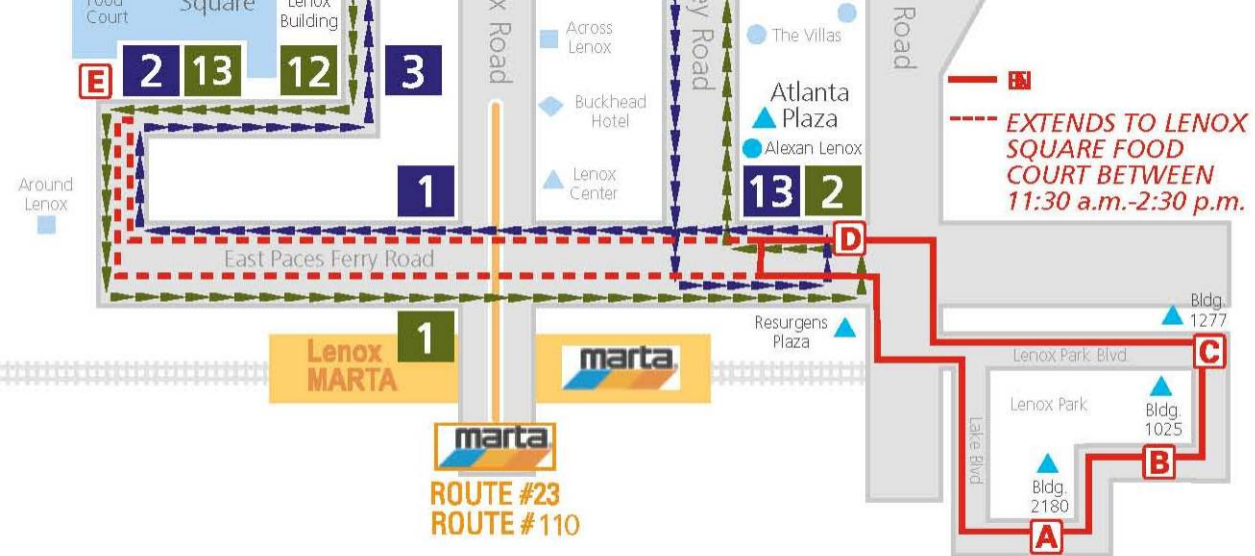 Food
Court
Square
Lenox
Building
E
2
13
12
3
x Road
Across
Lenox
Buckhead
Hotel
Lenox
Center
ey Road
The Villas
Road
Atlanta
Plaza
Alexan Lenox
EXTENDS TO LENOX
SQUARE FOOD
COURT BETWEEN
11:30 a.m.-2:30 p.m.
Around
Lenox
1
13
2
D
East Paces Ferry Road
1
Lenox
MARTA
marta
Resurgens
Plaza
Bldg.
1277
Lenox Park Blvd
C
Lenox Park
Bldg.
1025
Lake Blvd
Bldg.
2180
B
A
marta
ROUTE #23
ROUTE #110